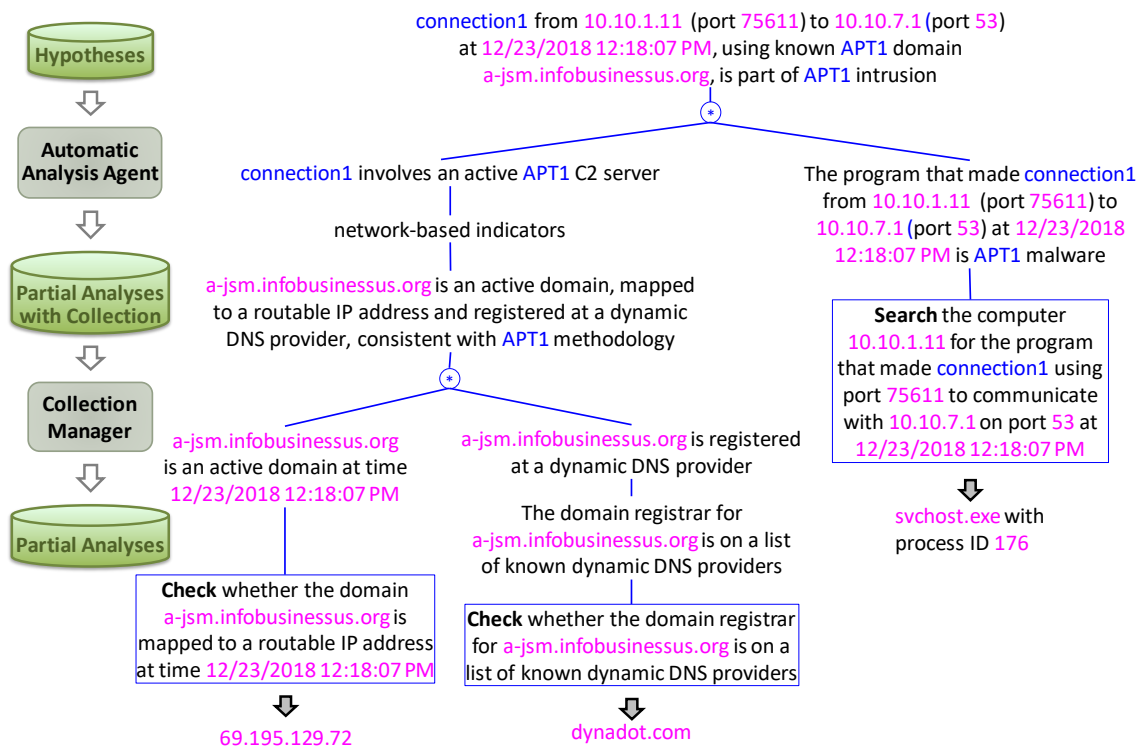 Hypotheses
Automatic
Analysis Agent
Partial Analyses
with Collection
Collection
Manager
Partial Analyses
connection1 from 10.10.1.11 (port 75611) to 10.10.7.1 (port 53)
at 12/23/2018 12:18:07 PM, using known APT1 domain
a-jsm.infobusinessus.org, is part of APT1 intrusion
*
connection1 involves an active APT1 C2 server
network-based indicators
a-jsm.infobusinessus.org is an active domain, mapped
to a routable IP address and registered at a dynamic
DNS provider, consistent with APT1 methodology
*
a-jsm.infobusinessus.org
is an active domain at time
12/23/2018 12:18:07 PM
Check whether the domain
a-jsm.infobusinessus.org is
mapped to a routable IP address
at time 12/23/2018 12:18:07 PM
69.195.129.72
a-jsm.infobusinessus.org is registered
at a dynamic DNS provider
The domain registrar for
a-jsm.infobusinessus.org is on a list
of known dynamic DNS providers
Check whether the domain registrar
for a-jsm.infobusinessus.org is on a
list of known dynamic DNS providers
dynadot.com
The program that made connection1
from 10.10.1.11 (port 75611) to
10.10.7.1 (port 53) at 12/23/2018
12:18:07 PM is APT1 malware
Search the computer
10.10.1.11 for the program
that made connection1 using
port 75611 to communicate
with 10.10.7.1 on port 53 at
12/23/2018 12:18:07 PM
svchost.exe with
process ID 176